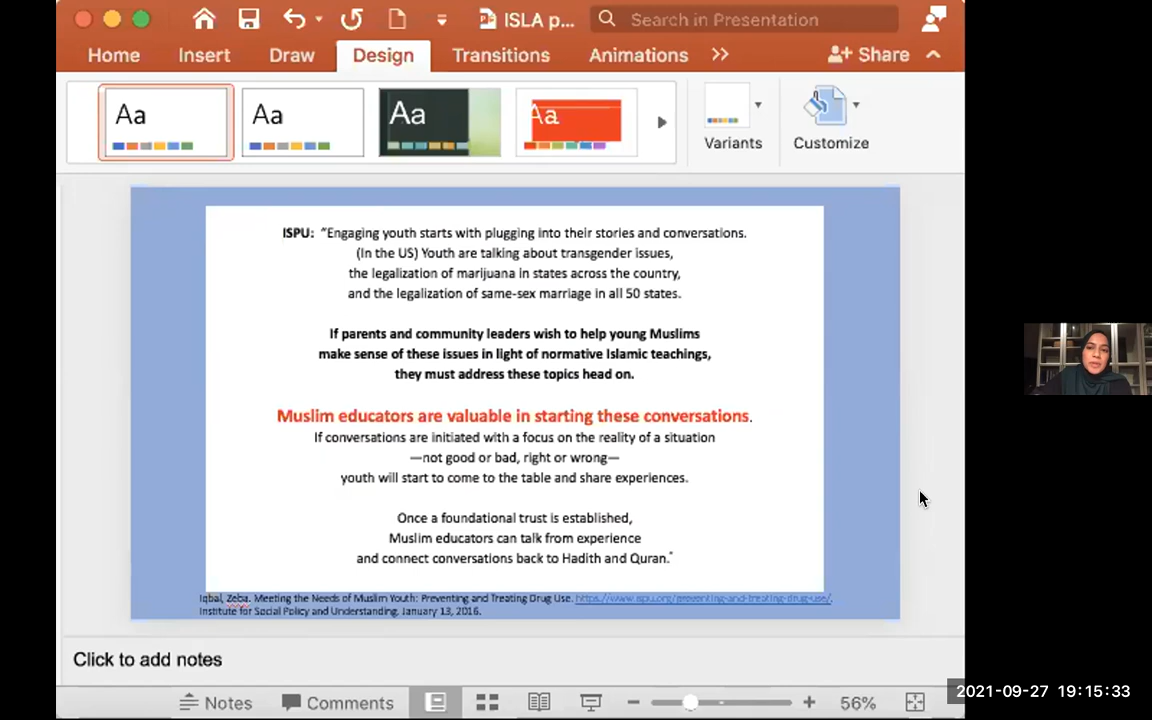 ISLA p...
Search in Presentation
Home
Insert
Draw
Design
Transitions
Animations
>>
Share
Aa
Aa
Aa
Aa
Variants
Customize
ISPU: "Engaging youth starts with plugging into their stories and conversations.
(In the US) Youth are talking about transgender issues,
the legalization of marijuana in states across the country,
and the legalization of same-sex marriage in all 50 states.
If parents and community leaders wish to help young Muslims
make sense of these issues in light of normative Islamic teachings,
they must address these topics head on.
Muslim educators are valuable in starting these conversations.
If conversations are initiated with a focus on the reality of a situation
—not good or bad, right or wrong—
youth will start to come to the table and share experiences.
Once a foundational trust is established,
Muslim educators can talk from experience
and connect conversations back to Hadith and Quran."
Iqbal, Zeba. Meeting the Needs of Muslim Youth: Preventing and Treating Drug Use. https://www.ispu.org/preventing-and-treating-drug-use/.
Institute for Social Policy and Understanding. January 13, 2016.
Click to add notes
Notes
Comments
56%
2021-09-27 19:15:33